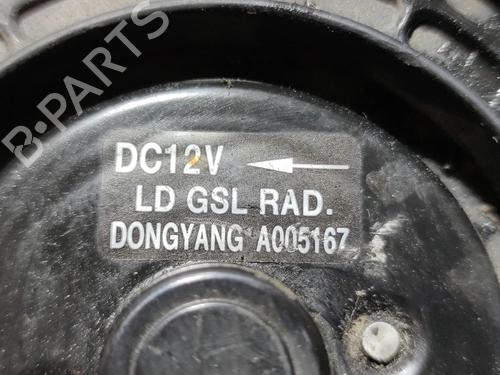 B-PARTS
DC12V ←
LD GSL RAD.
DONGYANG A005167